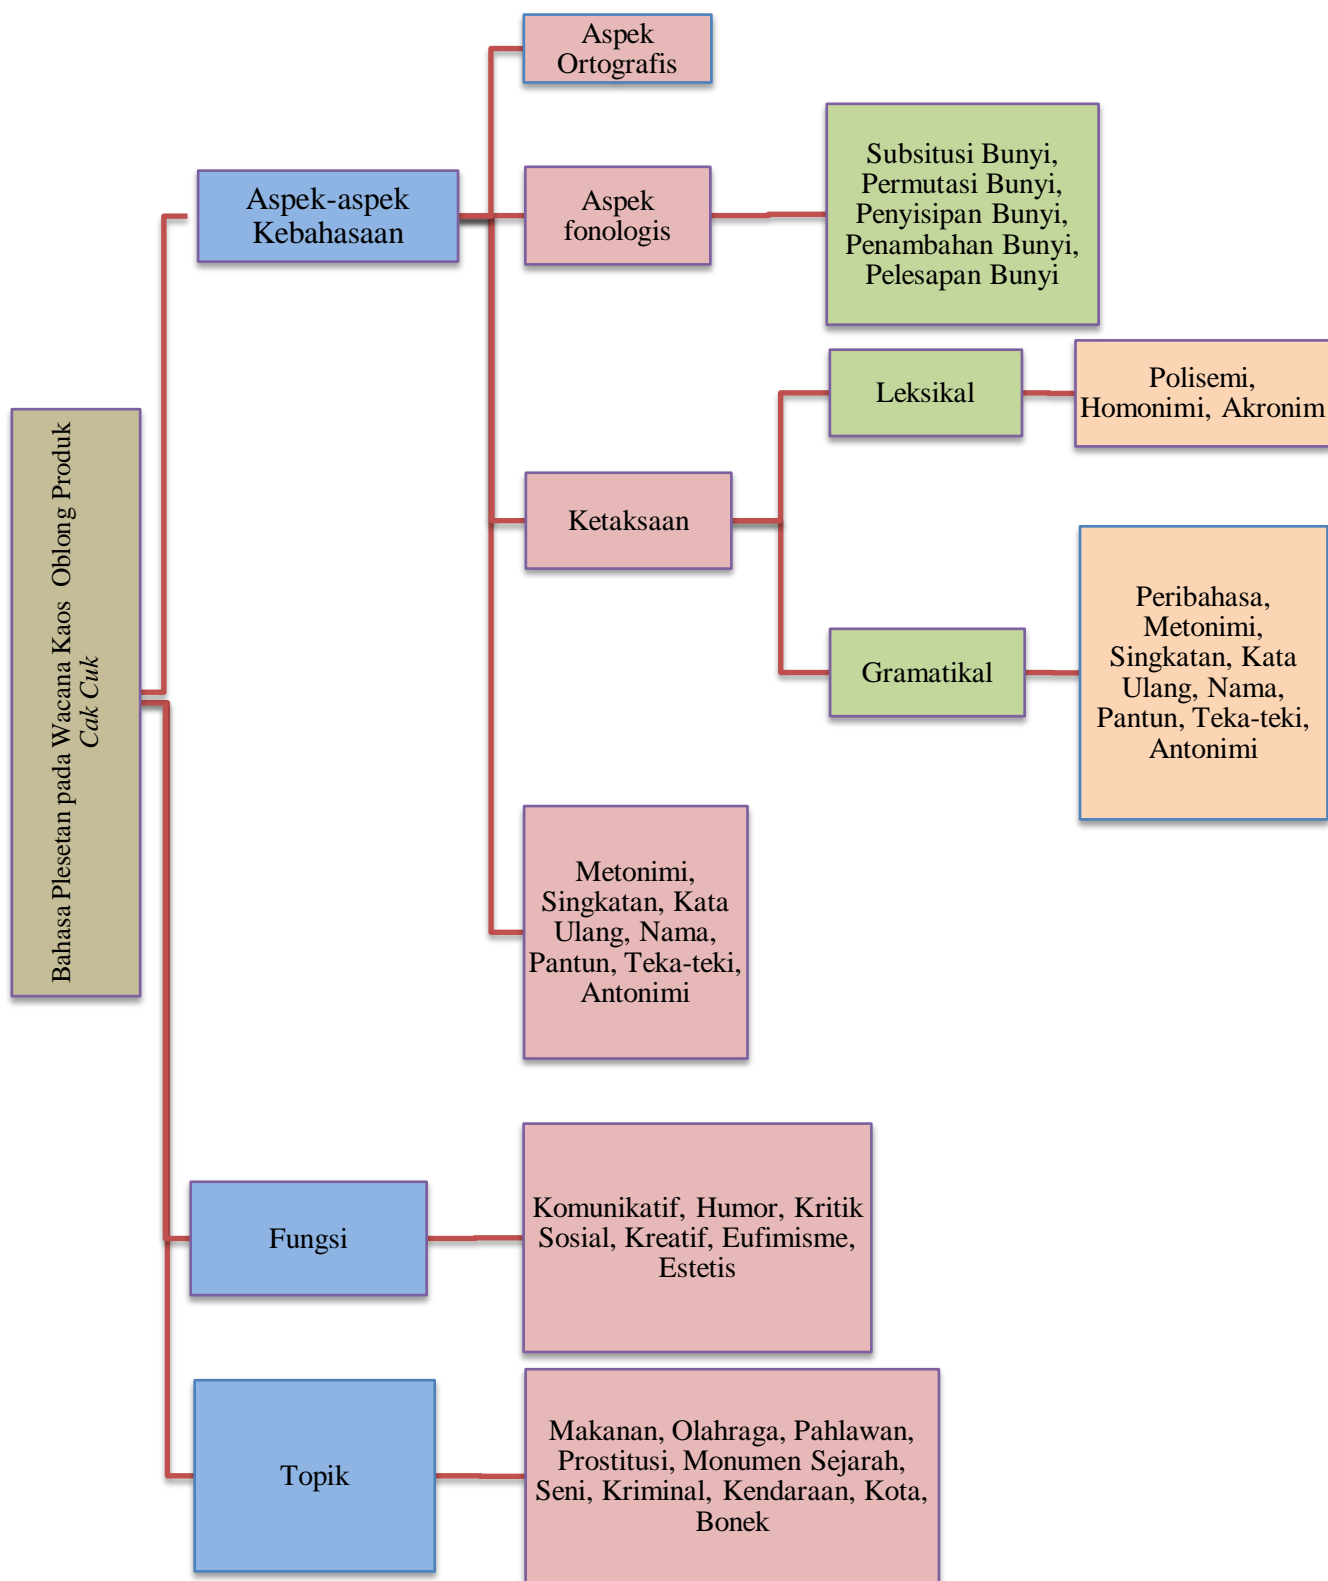 Bahasa Plesetan pada Wacana Kaos Oblong Produk
Cak Cuk
Aspek-aspek
Kebahasaan
Aspek
Ortografis
Aspek
fonologis
Subsitusi Bunyi,
Permutasi Bunyi,
Penyisipan Bunyi,
Penambahan Bunyi,
Pelesapan Bunyi
Ketaksaan
Leksikal
Polisemi,
Homonimi, Akronim
Gramatikal
Peribahasa,
Metonimi,
Singkatan, Kata
Ulang, Nama,
Pantun, Teka-teki,
Antonimi
Metonimi,
Singkatan, Kata
Ulang, Nama,
Pantun, Teka-teki,
Antonimi
Fungsi
Komunikatif, Humor, Kritik
Sosial, Kreatif, Eufimisme,
Estetis
Topik
Makanan, Olahraga, Pahlawan,
Prostitusi, Monumen Sejarah,
Seni, Kriminal, Kendaraan, Kota,
Bonek